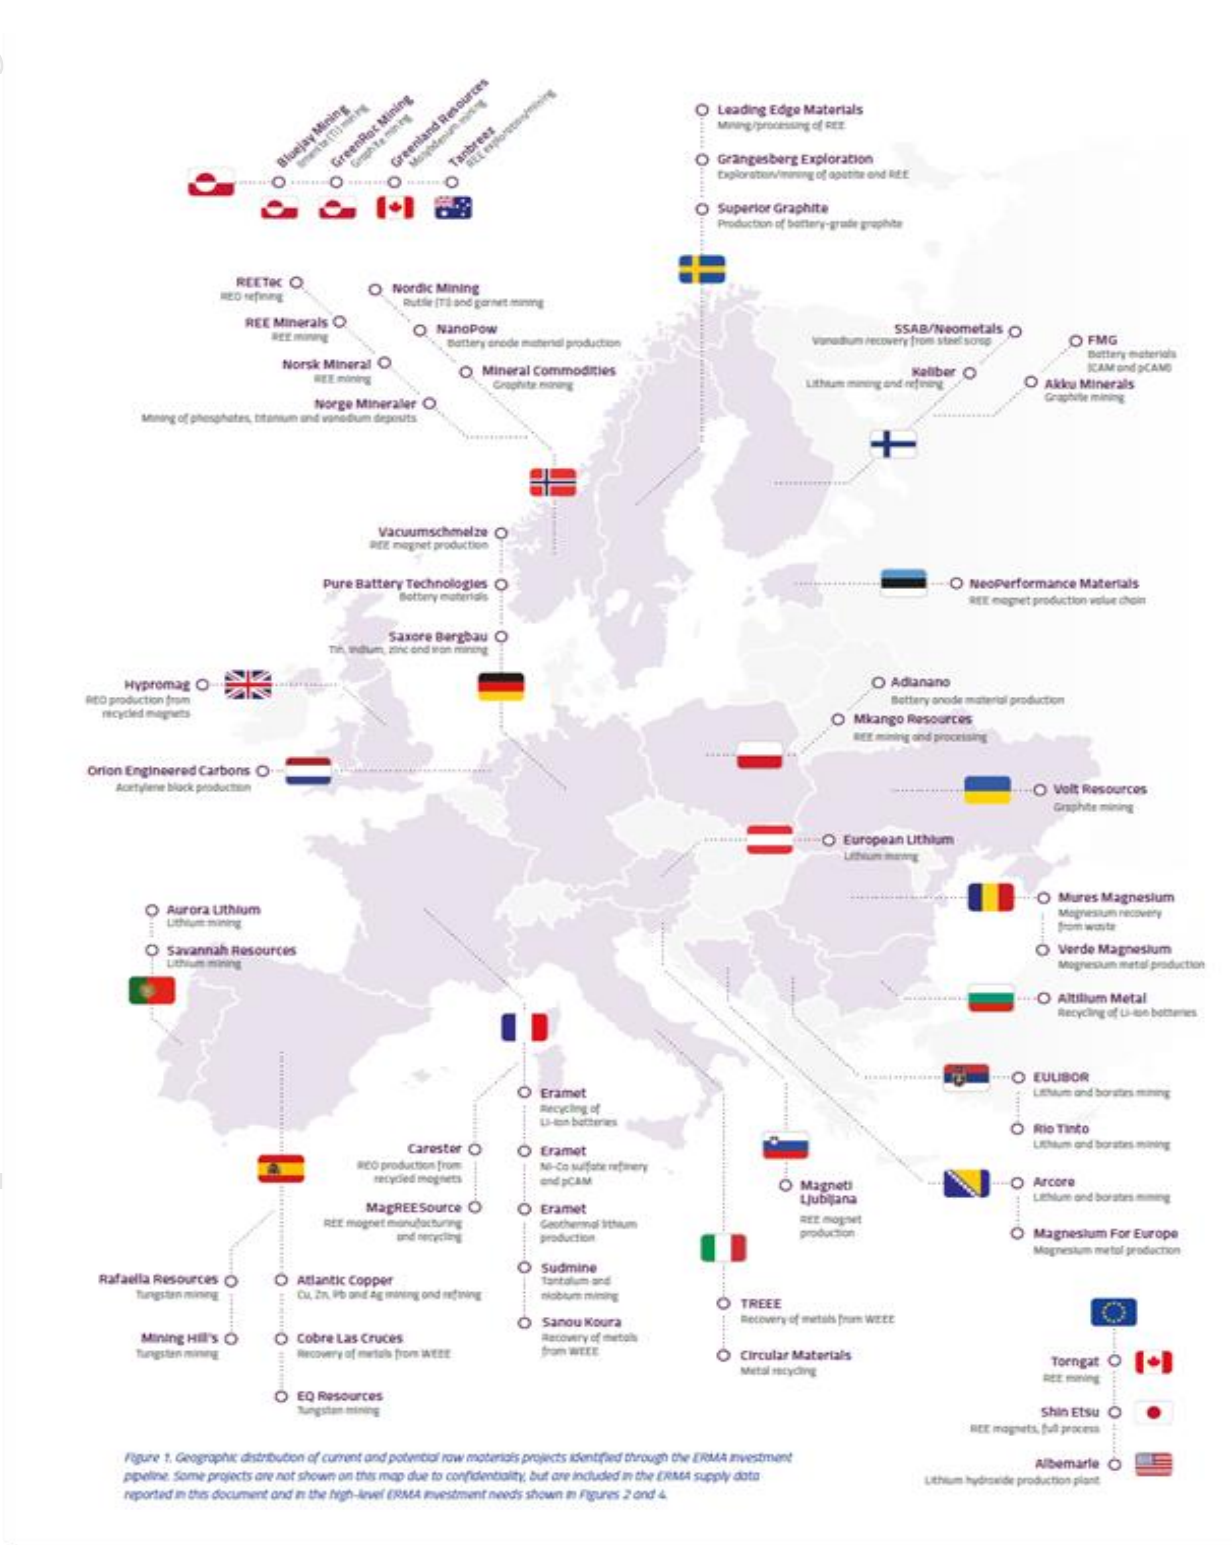 Bluejay Mining
Ilmenite (Ti) mining
GreenRoc Mining
Graphite mining
Greenland Resources
Molybdenum mining
Tanbreez
REE exploration/mining
Leading Edge Materials
Mining/processing of REE
Grängesberg Exploration
Exploration/mining of apatite and REE
Superior Graphite
Production of battery-grade graphite
REETec
REO refining
REE Minerals
REE mining
Norsk Mineral
REE mining
Norge Mineraler
Mining of phosphates, titanium and vanadium deposits
Nordic Mining
Rutile (Ti) and garnet mining
NanoPow
Battery anode material production
Mineral Commodities
Graphite mining
SSAB/Neometals
Vanadium recovery from steel scrap
Keliber
Lithium mining and refining
FMG
Battery materials
(CAM and pCAM)
Akku Minerals
Graphite mining
Vacuumschmelze
REE magnet production
Pure Battery Technologies
Battery materials
Saxore Bergbau
Tin, indium, zinc and iron mining
NeoPerformance Materials
REE magnet production value chain
Hypromag
REO production from
recycled magnets
Adianano
Battery anode material production
Mkango Resources
REE mining and processing
Orion Engineered Carbons
Acetylene black production
Volt Resources
Graphite mining
European Lithium
Lithium mining
Aurora Lithium
Lithium mining
Savannah Resources
Lithium mining
Mures Magnesium
Magnesium recovery
from waste
Verde Magnesium
Magnesium metal production
Altilium Metal
Recycling of Li-ion batteries
EULIBOR
Lithium and borates mining
Rio Tinto
Lithium and borates mining
Arcore
Lithium and borates mining
Magnesium For Europe
Magnesium metal production
Eramet
Recycling of
Li-ion batteries
Eramet
Ni-Co sulfate refinery
and pCAM
Eramet
Geothermal lithium
production
Sudmine
Tantalum and
niobium mining
Sanou Koura
Recovery of metals
from WEEE
Carester
REO production from
recycled magnets
MagREESource
REE magnet manufacturing
and recycling
Magneti
Ljubljana
REE magnet
production
Rafaella Resources
Tungsten mining
Mining Hill's
Tungsten mining
Atlantic Copper
Cu, Zn, Pb and Ag mining and refining
Cobre Las Cruces
Recovery of metals from WEEE
EQ Resources
Tungsten mining
TREEE
Recovery of metals from WEEE
Circular Materials
Metal recycling
Torngat
REE mining
Shin Etsu
REE magnets, full process
Albemarle
Lithium hydroxide production plant
Figure 1. Geographic distribution of current and potential raw materials projects identified through the ERMA investment
pipeline. Some projects are not shown on this map due to confidentiality, but are included in the ERMA supply data
reported in this document and in the high-level ERMA investment needs shown in Figures 2 and 4.